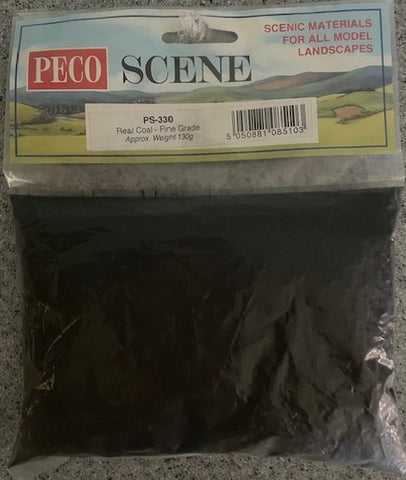 PECO SCENE
SCENIC MATERIALS
FOR ALL MODEL
LANDSCAPES
PS-330
Real Coal - Fine Grade
Approx. Weight 130g
5 050881 085103